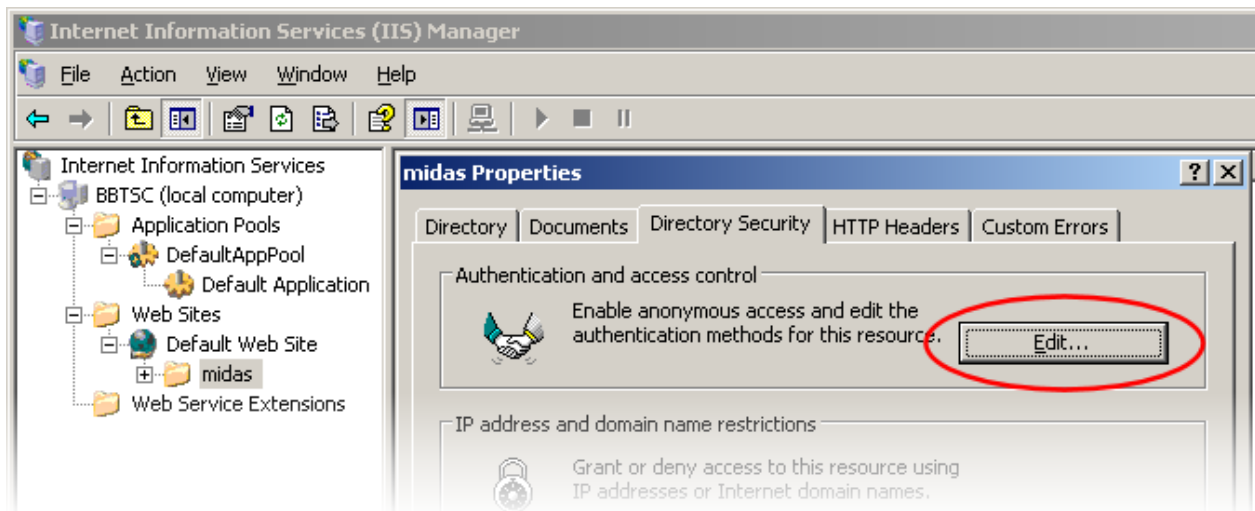 Internet Information Services (IIS) Manager
File Action View Window Help
Internet Information Services
BBTSC (local computer)
Application Pools
DefaultAppPool
Default Application
Web Sites
Default Web Site
midas
Web Service Extensions
midas Properties
Directory Documents Directory Security HTTP Headers Custom Errors
Authentication and access control
Enable anonymous access and edit the
authentication methods for this resource.
Edit...
IP address and domain name restrictions
Grant or deny access to this resource using
IP addresses or Internet domain names.